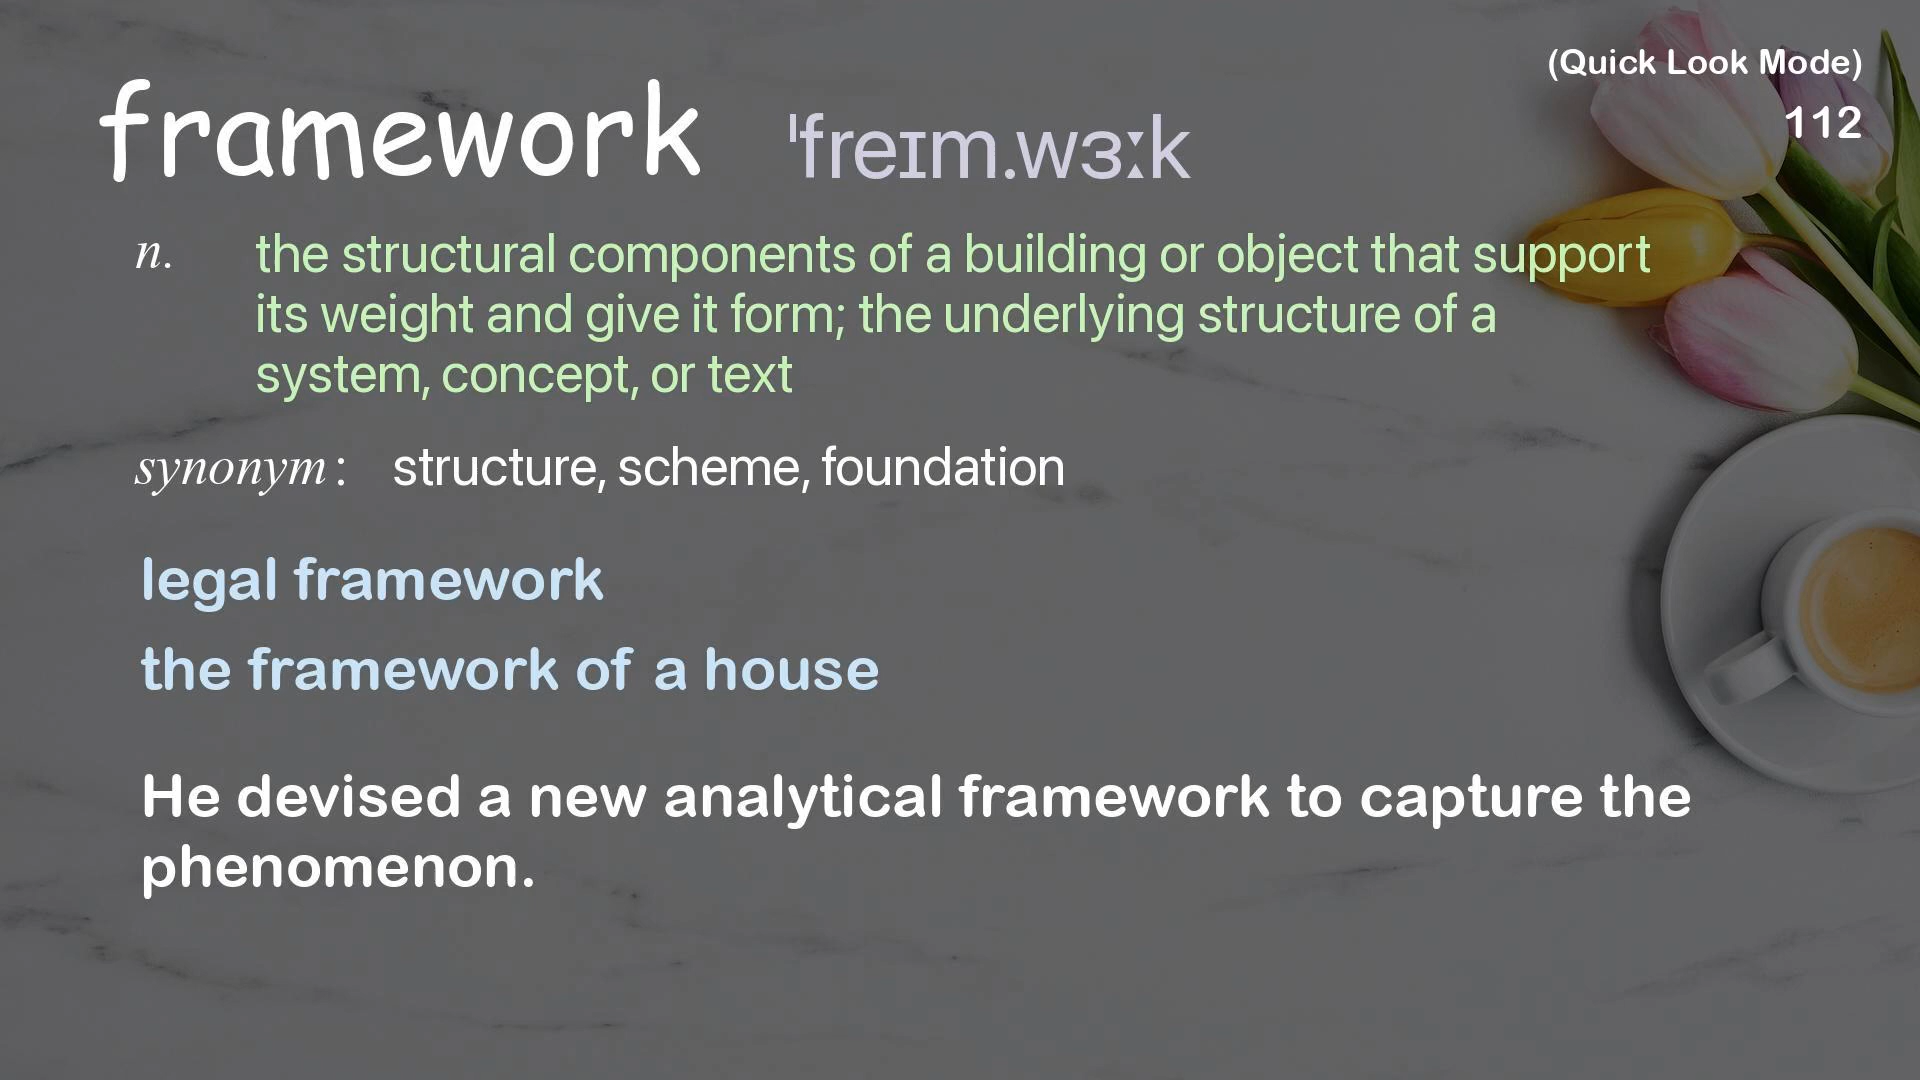 (Quick Look Mode)
112
framework ˈfreɪm.wɜːk
n. the structural components of a building or object that support
its weight and give it form; the underlying structure of a
system, concept, or text
synonym: structure, scheme, foundation
legal framework
the framework of a house
He devised a new analytical framework to capture the
phenomenon.